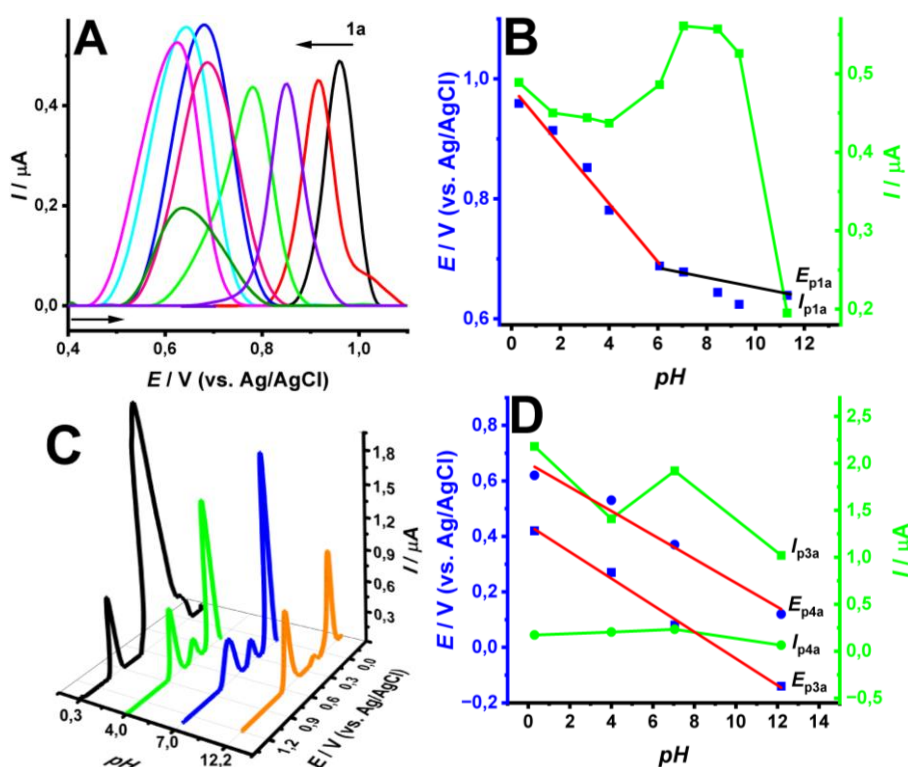 A
1a
I / µA
0,4
0,2
0,0
0,4
0,6
0,8
1,0
E / V (vs. Ag/AgCl)
B
E / V (vs. Ag/AgCl)
1,0
0,8
0,6
I / µA
0,5
0,4
0,3
0,2
Ep1a
Ip1a
0
2
4
6
8
10
12
pH
C
I / µA
1,8
1,5
1,2
0,9
0,6
0,3
0,3
4,0
7,0
12,2
pH
0,0
0,3
0,6
0,9
1,2
E / V (vs. Ag/AgCl)
D
E / V (vs. Ag/AgCl)
0,8
0,6
0,4
0,2
0,0
−0,2
I / µA
2,5
2,0
1,5
1,0
0,5
0,0
−0,5
Ip3a
Ep4a
Ip4a
Ep3a
0
2
4
6
8
10
12
14
pH